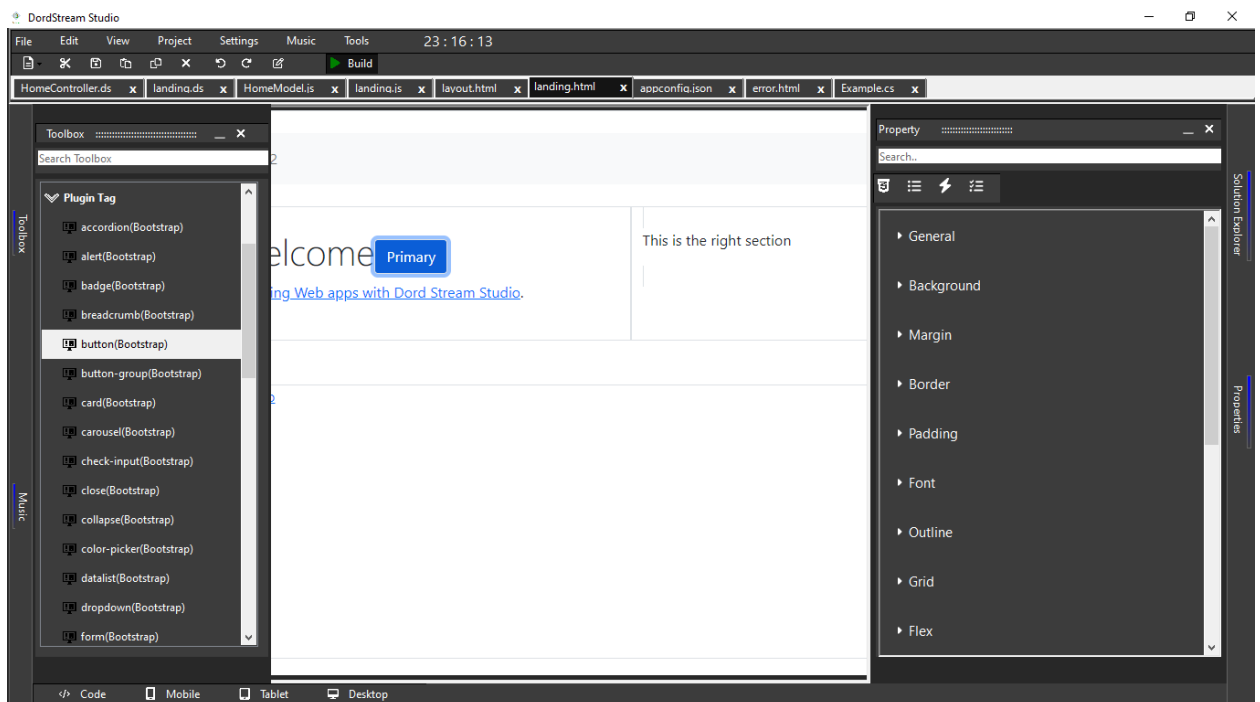 DordStream Studio
File Edit View Project Settings Music Tools 23:16:13
Build
HomeController.ds x landing.ds x HomeModel.js x landing.js x layout.html x landing.html x appconfig.json x error.html x Example.cs x
Toolbox
Search Toolbox
Plugin Tag
accordion(Bootstrap)
alert(Bootstrap)
badge(Bootstrap)
breadcrumb(Bootstrap)
button(Bootstrap)
button-group(Bootstrap)
card(Bootstrap)
carousel(Bootstrap)
check-input(Bootstrap)
close(Bootstrap)
collapse(Bootstrap)
color-picker(Bootstrap)
datalist(Bootstrap)
dropdown(Bootstrap)
form(Bootstrap)
Toolbox
Music
2
elcome Primary
ing Web apps with Dord Stream Studio.
This is the right section
Property
Search..
General
Background
Margin
Border
Padding
Font
Outline
Grid
Flex
Solution Explorer
Properties
Code Mobile Tablet Desktop